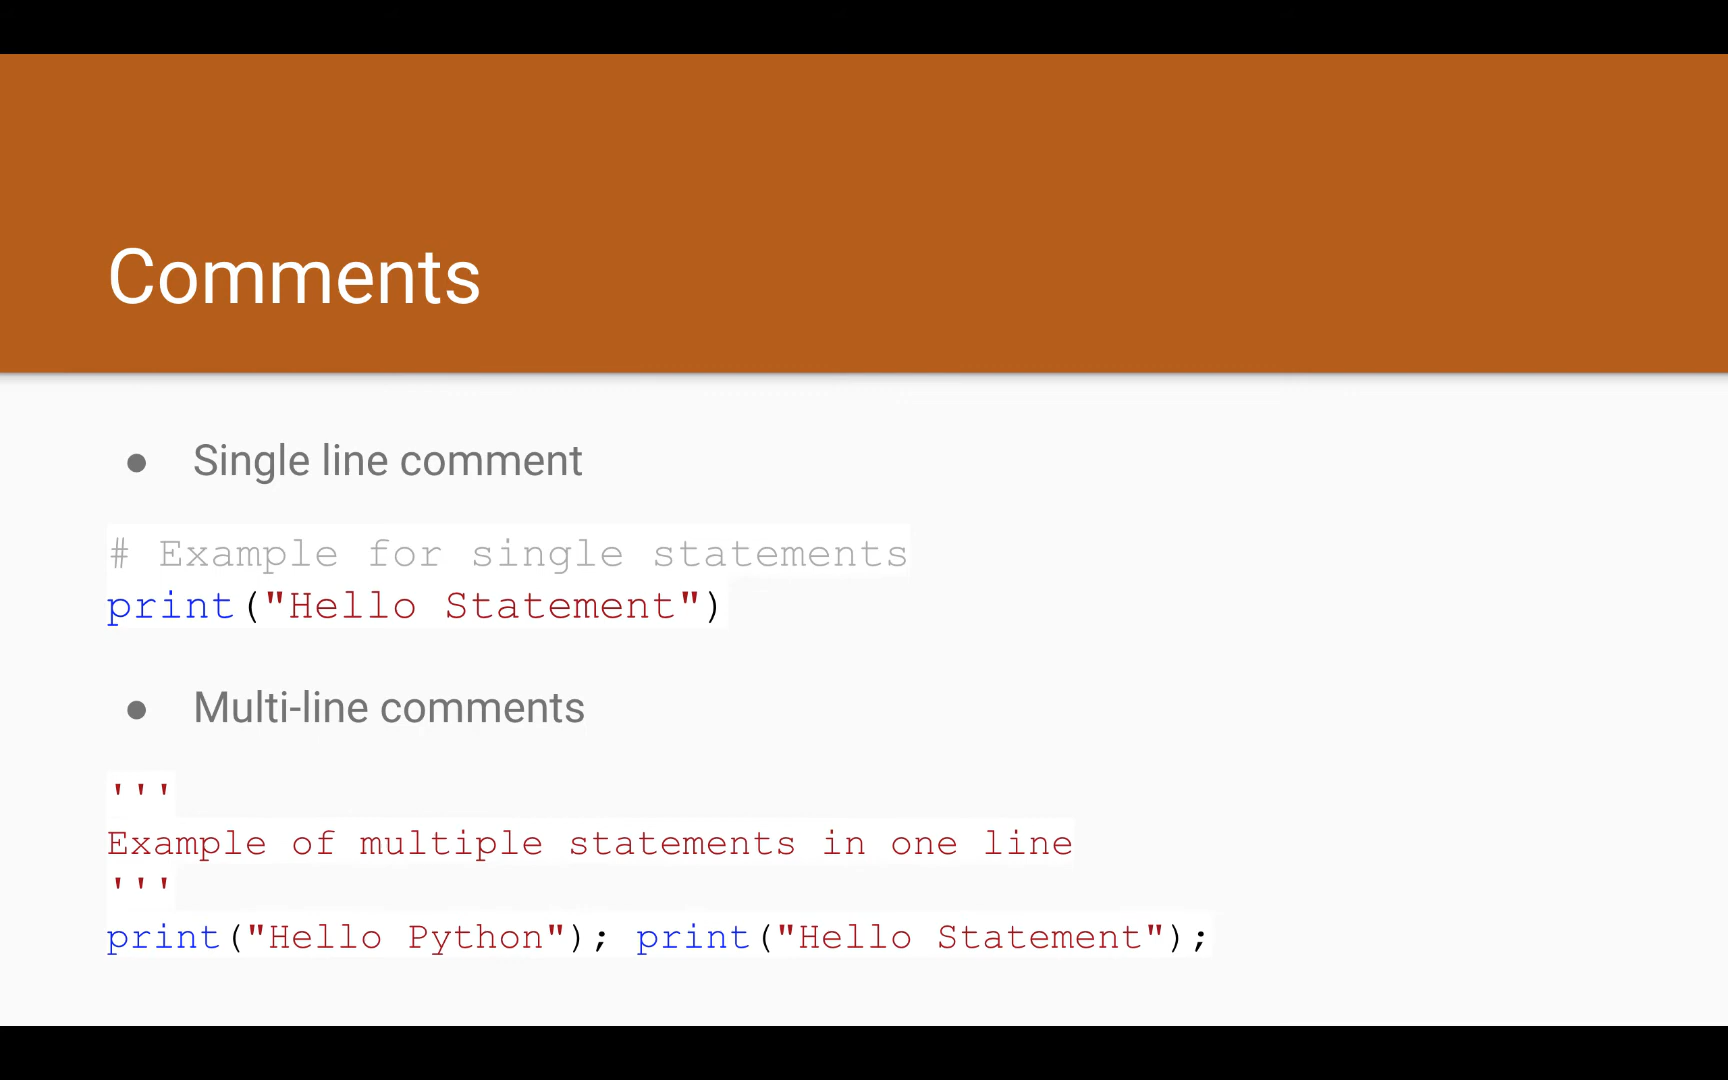 Comments
● Single line comment
# Example for single statements
print("Hello Statement")
● Multi-line comments
'''
Example of multiple statements in one line
'''
print("Hello Python"); print("Hello Statement");